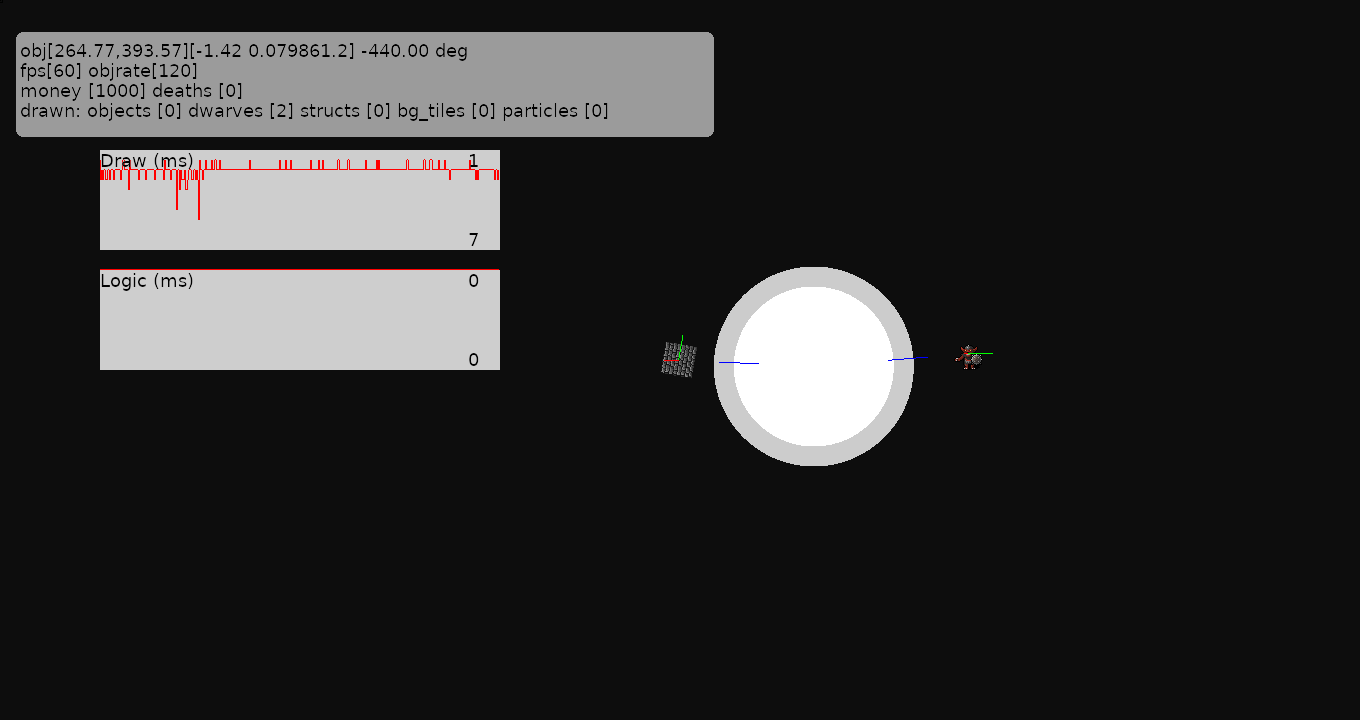 obj[264.77,393.57][-1.42 0.079861.2] -440.00 deg
fps[60] objrate[120]
money [1000] deaths [0]
drawn: objects [0] dwarves [2] structs [0] bg_tiles [0] particles [0]
Draw (ms) 1
7
Logic (ms) 0
0